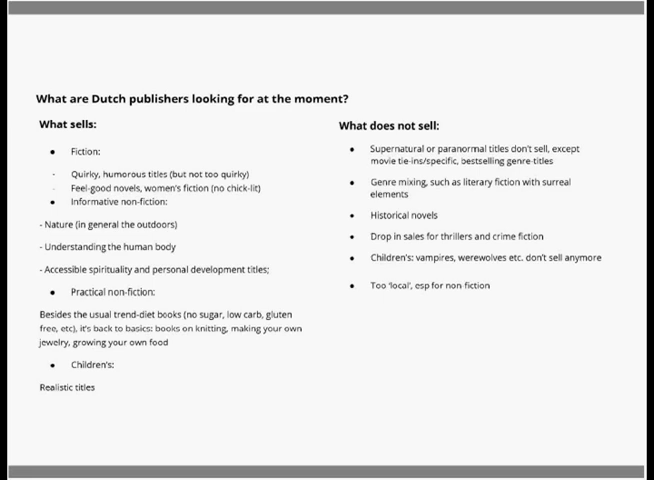 What are Dutch publishers looking for at the moment?
What sells:
• Fiction:
- Quirky, humorous titles (but not too quirky)
- Feel-good novels, women's fiction (no chick-lit)
• Informative non-fiction:
- Nature (in general the outdoors)
- Understanding the human body
- Accessible spirituality and personal development titles;
• Practical non-fiction:
Besides the usual trend-diet books (no sugar, low carb, gluten
free, etc), it's back to basics: books on knitting, making your own
jewelry, growing your own food
• Children's:
Realistic titles
What does not sell:
• Supernatural or paranormal titles don't sell, except
movie tie-ins/specific, bestselling genre-titles
• Genre mixing, such as literary fiction with surreal
elements
• Historical novels
• Drop in sales for thrillers and crime fiction
• Children's: vampires, werewolves etc. don't sell anymore
• Too 'local', esp for non-fiction